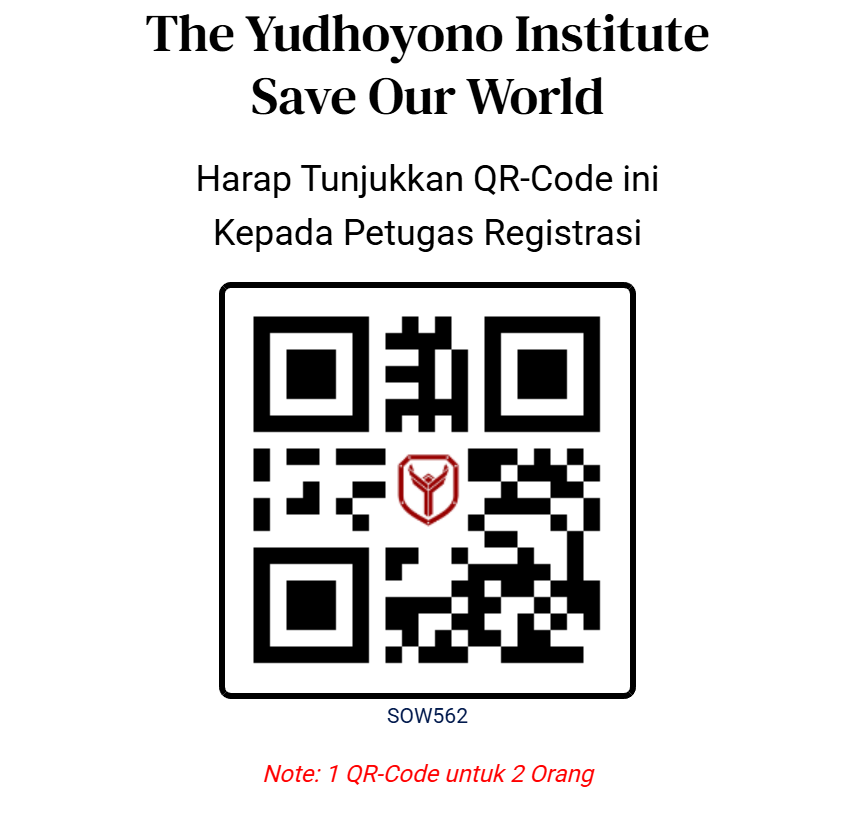 The Yudhoyono Institute
Save Our World
Harap Tunjukkan QR-Code ini
Kepada Petugas Registrasi
SOW562
Note: 1 QR-Code untuk 2 Orang